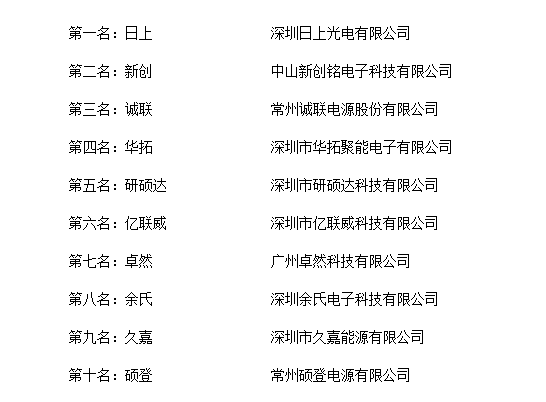 第一名：日上 深圳日上光电有限公司
第二名：新创 中山新创铭电子科技有限公司
第三名：诚联 常州诚联电源股份有限公司
第四名：华拓 深圳市华拓聚能电子有限公司
第五名：研硕达 深圳市研硕达科技有限公司
第六名：亿联威 深圳市亿联威科技有限公司
第七名：卓然 广州卓然科技有限公司
第八名：余氏 深圳余氏电子科技有限公司
第九名：久嘉 深圳市久嘉能源有限公司
第十名：硕登 常州硕登电源有限公司